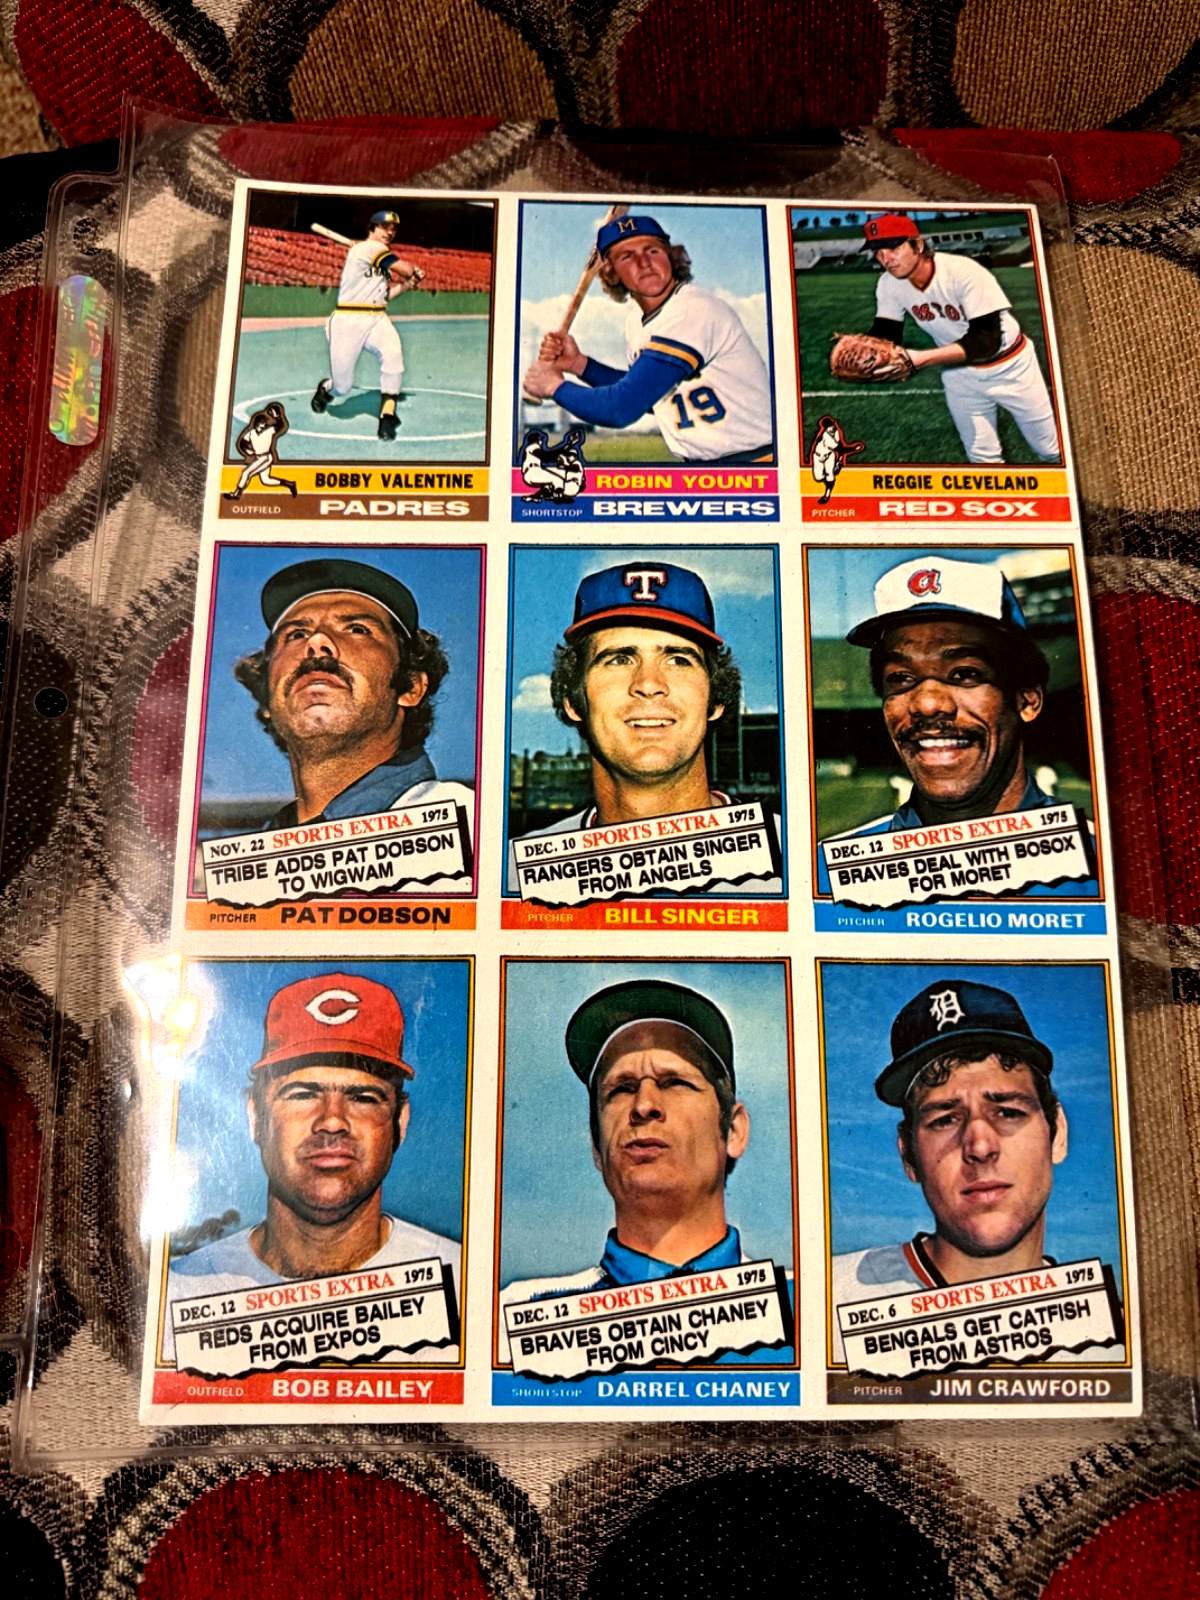 BOBBY VALENTINE
OUTFIELD PADRES
M
19
ROBIN YOUNT
SHORTSTOP BREWERS
B
REGGIE CLEVELAND
PITCHER RED SOX
NOV. 22 SPORTS EXTRA 1975
TRIBE ADDS PAT DOBSON
TO WIGWAM
PITCHER PAT DOBSON
T
DEC. 10 SPORTS EXTRA 1975
RANGERS OBTAIN SINGER
FROM ANGELS
PITCHER BILL SINGER
a
DEC. 12 SPORTS EXTRA 1975
BRAVES DEAL WITH BOSOX
FOR MORET
PITCHER ROGELIO MORET
C
DEC. 12 SPORTS EXTRA 1975
REDS ACQUIRE BAILEY
FROM EXPOS
OUTFIELD BOB BAILEY
DEC. 12 SPORTS EXTRA 1975
BRAVES OBTAIN CHANEY
FROM CINCY
SHORTSTOP DARREL CHANEY
D
DEC. 6 SPORTS EXTRA 1975
BENGALS GET CATFISH
FROM ASTROS
PITCHER JIM CRAWFORD